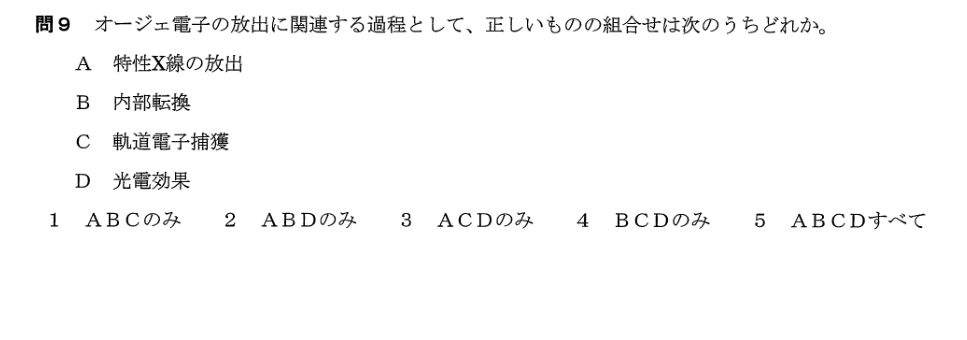 問９　オージェ電子の放出に関連する過程として、正しいものの組合せは次のうちどれか。
Ａ　特性X線の放出
Ｂ　内部転換
Ｃ　軌道電子捕獲
Ｄ　光電効果
１　ＡＢＣのみ　　２　ＡＢＤのみ　　３　ＡＣＤのみ　　４　ＢＣＤのみ　　５　ＡＢＣＤすべて